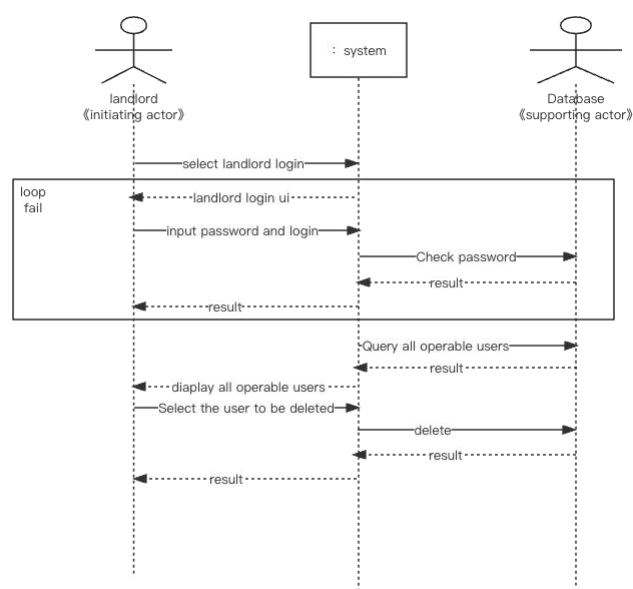 : system
landlord
《initiating actor》
Database
《supporting actor》
select landlord login
loop
fail
landlord login ui
input password and login
Check password
result
result
Query all operable users
result
diaplay all operable users
Select the user to be deleted
delete
result
result